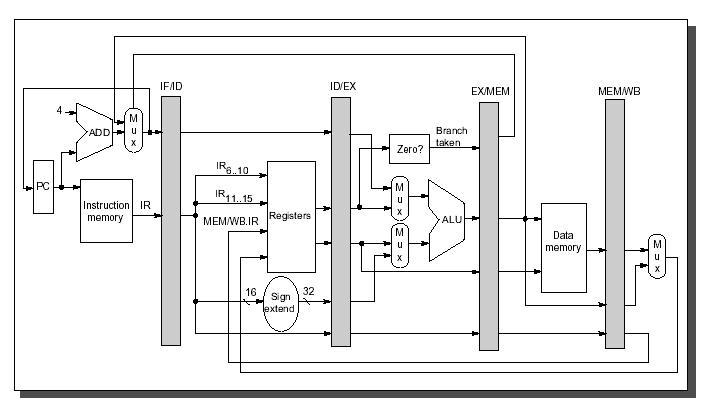 IF/ID
ID/EX
EX/MEM
MEM/WB
4
ADD
M
u
x
Zero?
Branch
taken
PC
Instruction
memory
IR
IR6..10
IR11..15
MEM/WB.IR
Registers
M
u
x
M
u
x
ALU
Data
memory
M
u
x
16
Sign
extend
32